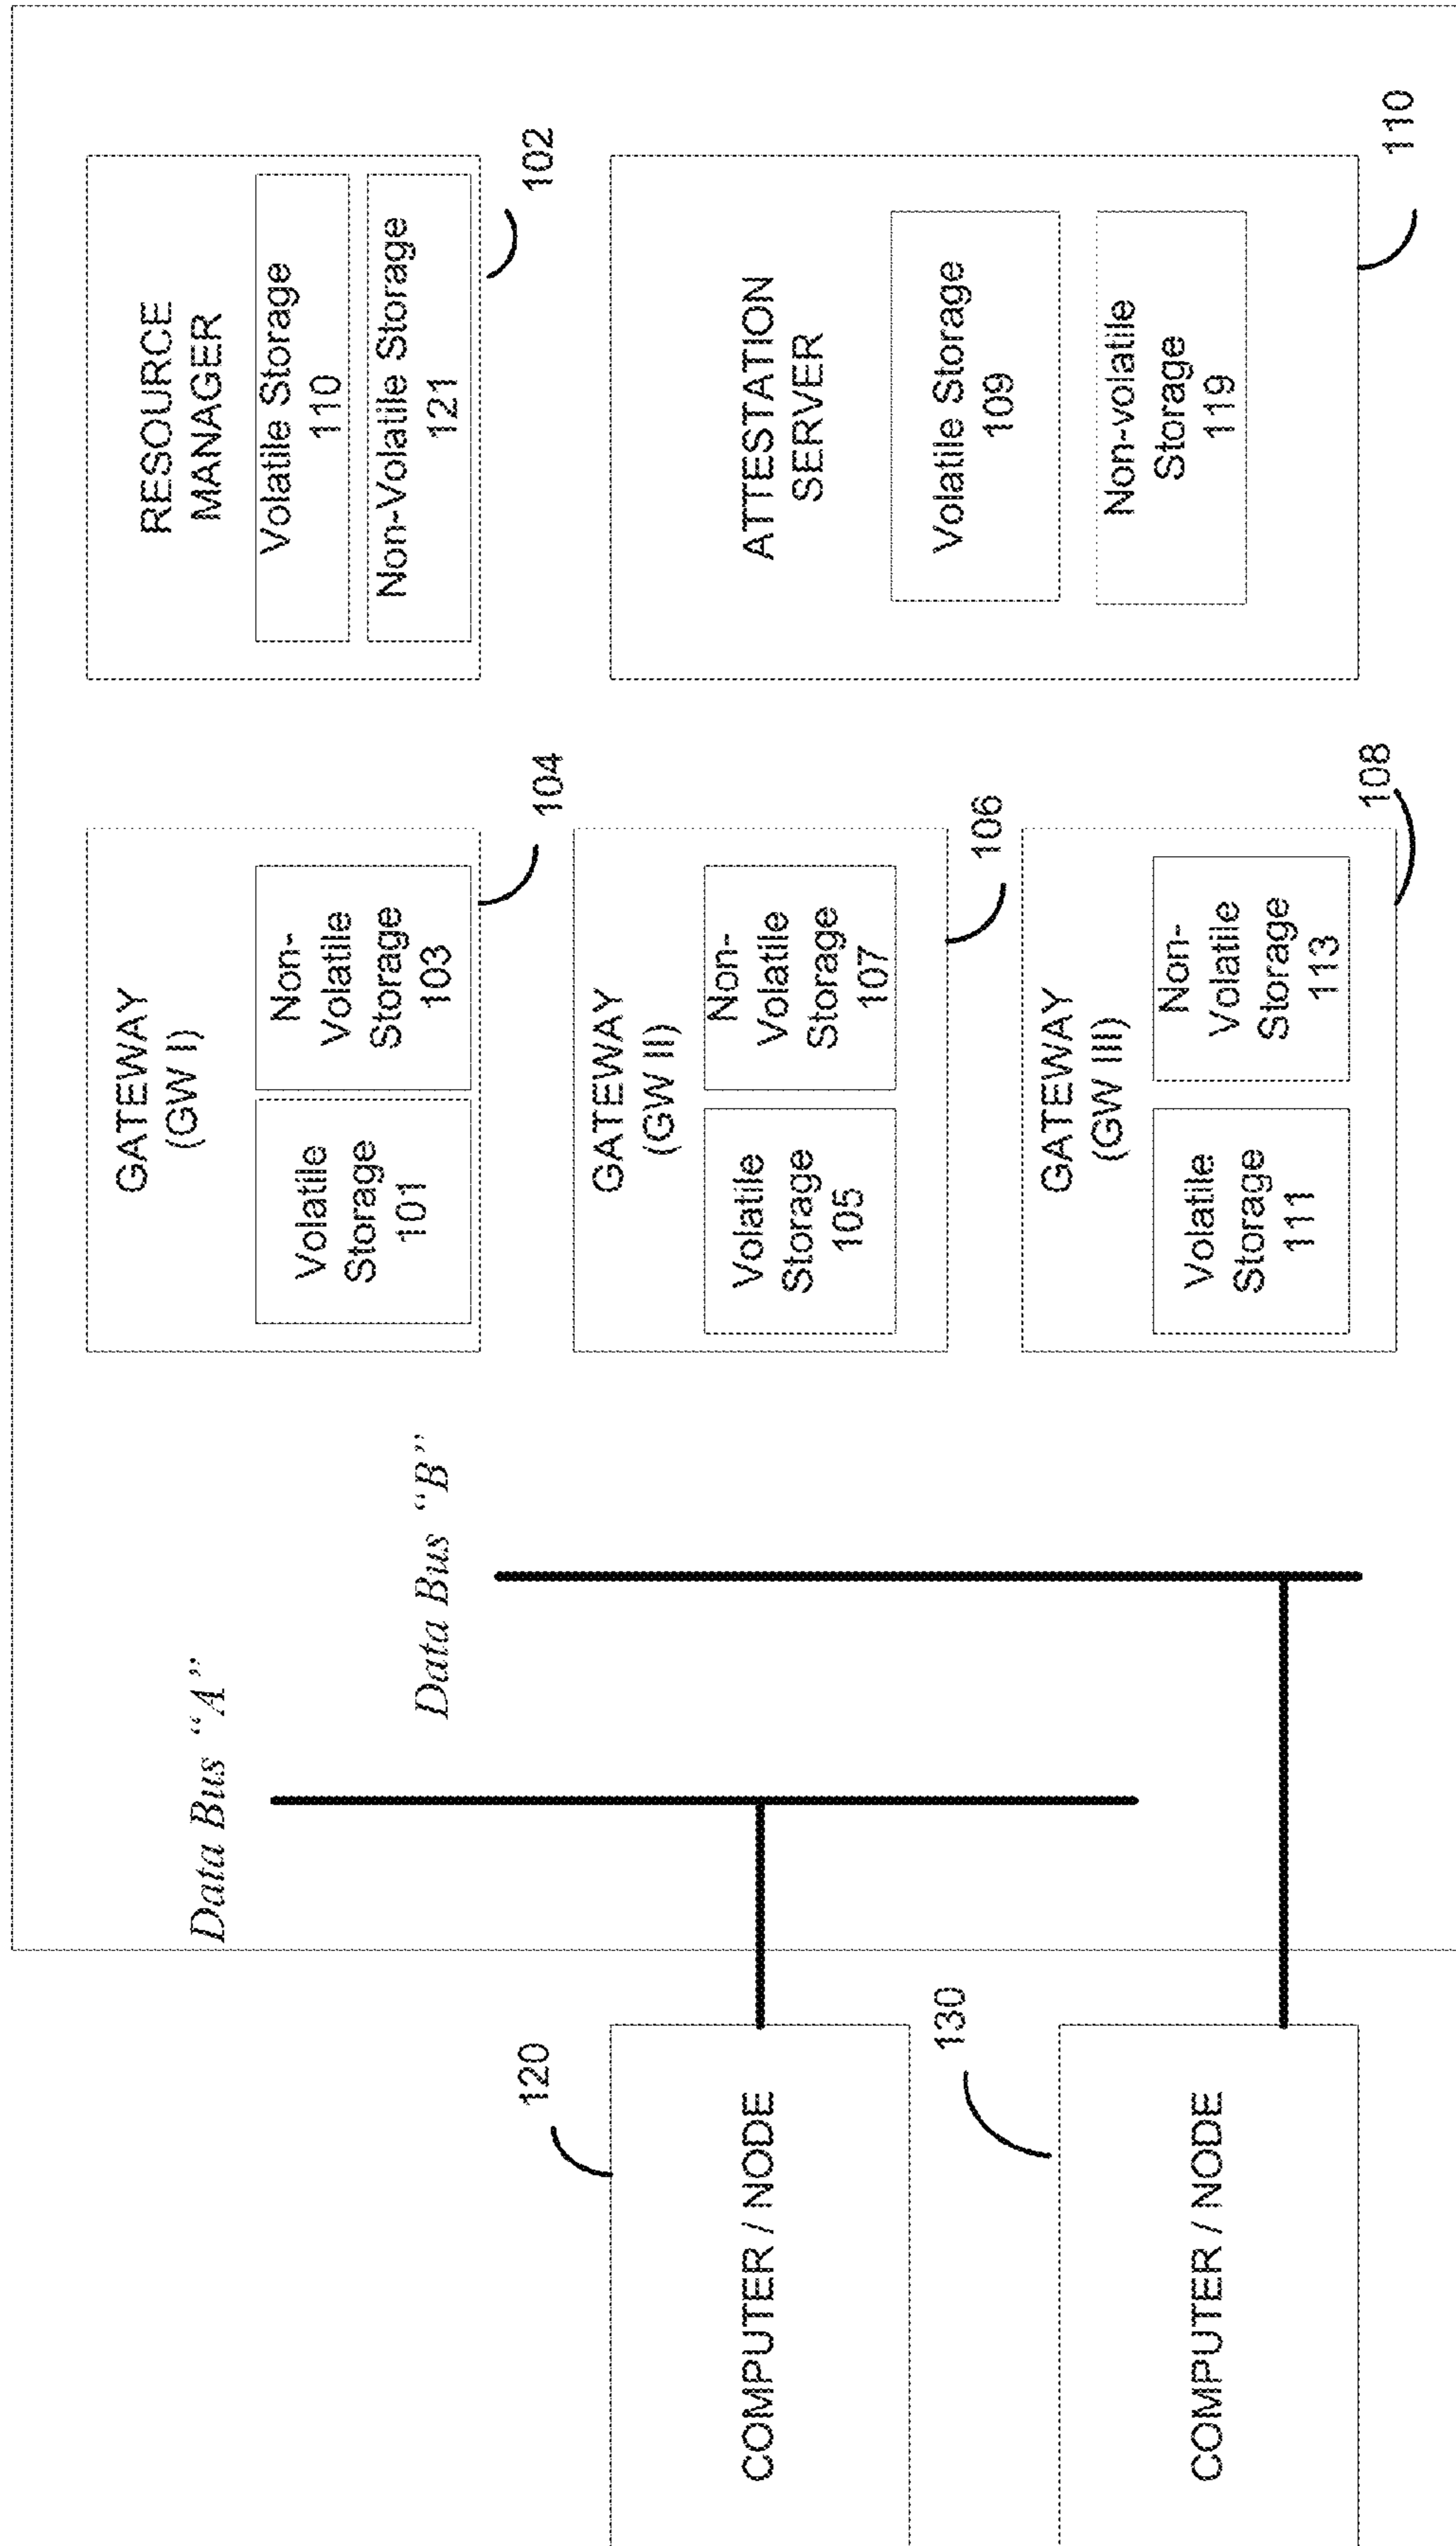 Data Bus “A”
Data Bus “B”
120
COMPUTER / NODE
130
COMPUTER / NODE
GATEWAY
(GW I)
Volatile
Storage
101
Non-
Volatile
Storage
103
104
GATEWAY
(GW II)
Volatile
Storage
105
Non-
Volatile
Storage
107
106
GATEWAY
(GW III)
Volatile
Storage
111
Non-
Volatile
Storage
113
108
RESOURCE
MANAGER
Volatile Storage
110
Non-Volatile Storage
121
102
ATTESTATION
SERVER
Volatile Storage
109
Non-volatile
Storage
119
110